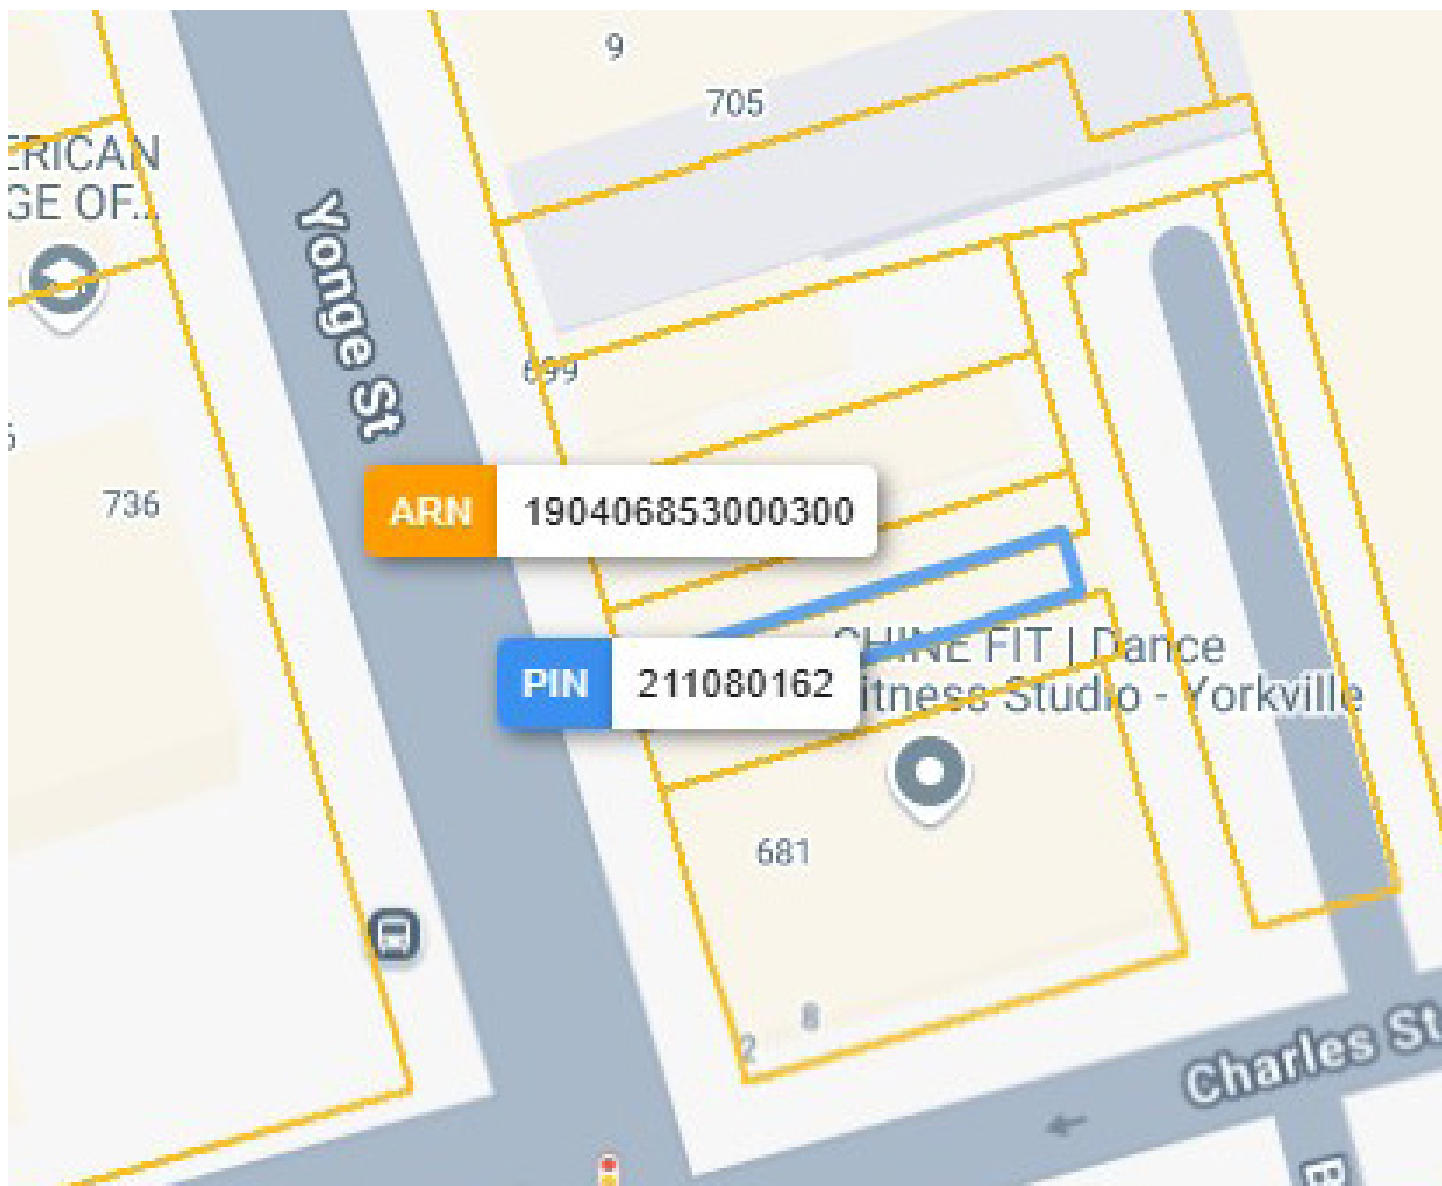 9
705
ERICAN
GE OF...
Yonge St
699
736
ARN 190406853000300
PIN 211080162
SHINE FIT | Dance
itness Studio - Yorkville
681
8
2
Charles St